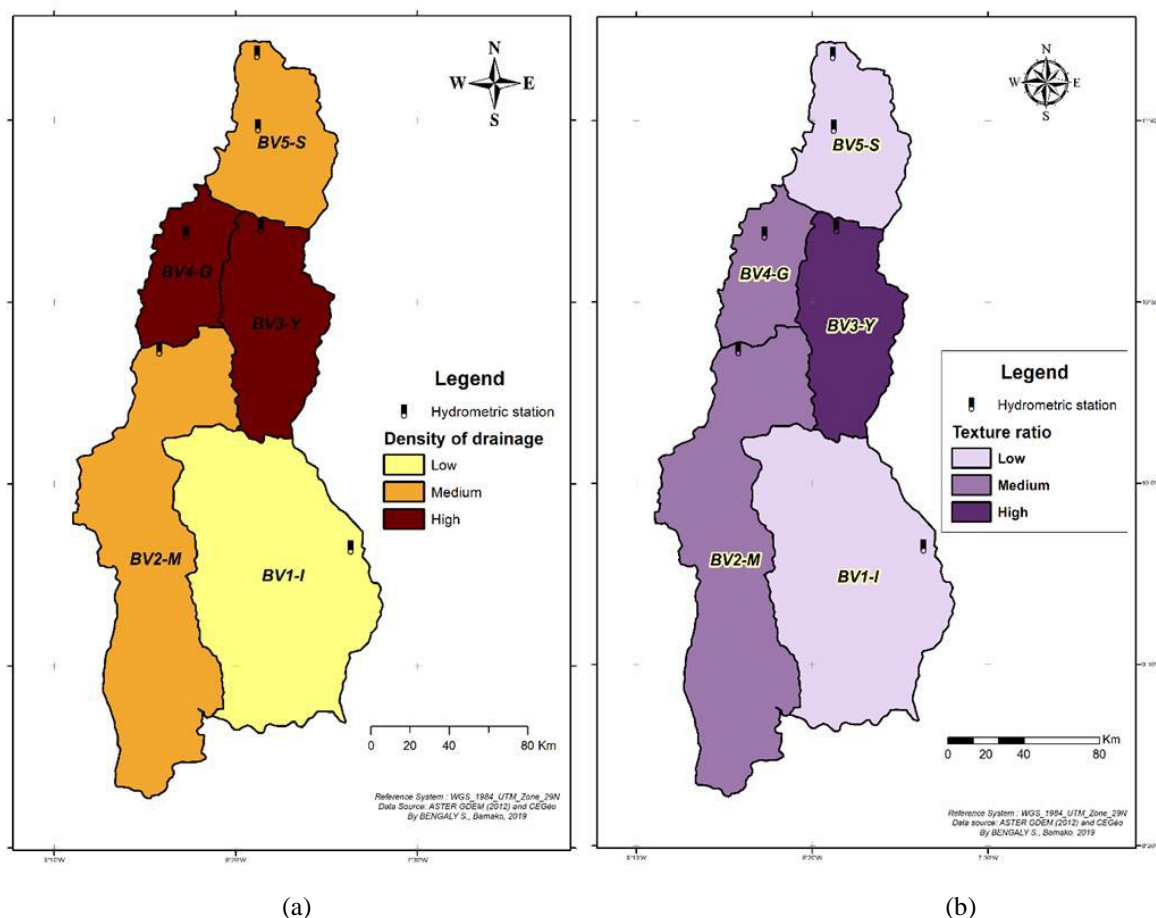 N
W E
S
BV5-S
BV4-G
BV3-Y
BV2-M
BV1-I
Legend
Hydrometric station
Density of drainage
Low
Medium
High
0 20 40 80 Km
Reference System : WGS_1984_UTM_Zone_29N
Data Source: ASTER GDEM (2012) and CEGéo
By BENGALY S., Bamako, 2019
(a)
N
W E
S
BV5-S
BV4-G
BV3-Y
BV2-M
BV1-I
Legend
Hydrometric station
Texture ratio
Low
Medium
High
Km
0 20 40 80
Reference System : WGS_1984_UTM_Zone_29N
Data source: ASTER GDEM (2012) and CEGéo
By BENGALY S., Bamako, 2019
(b)